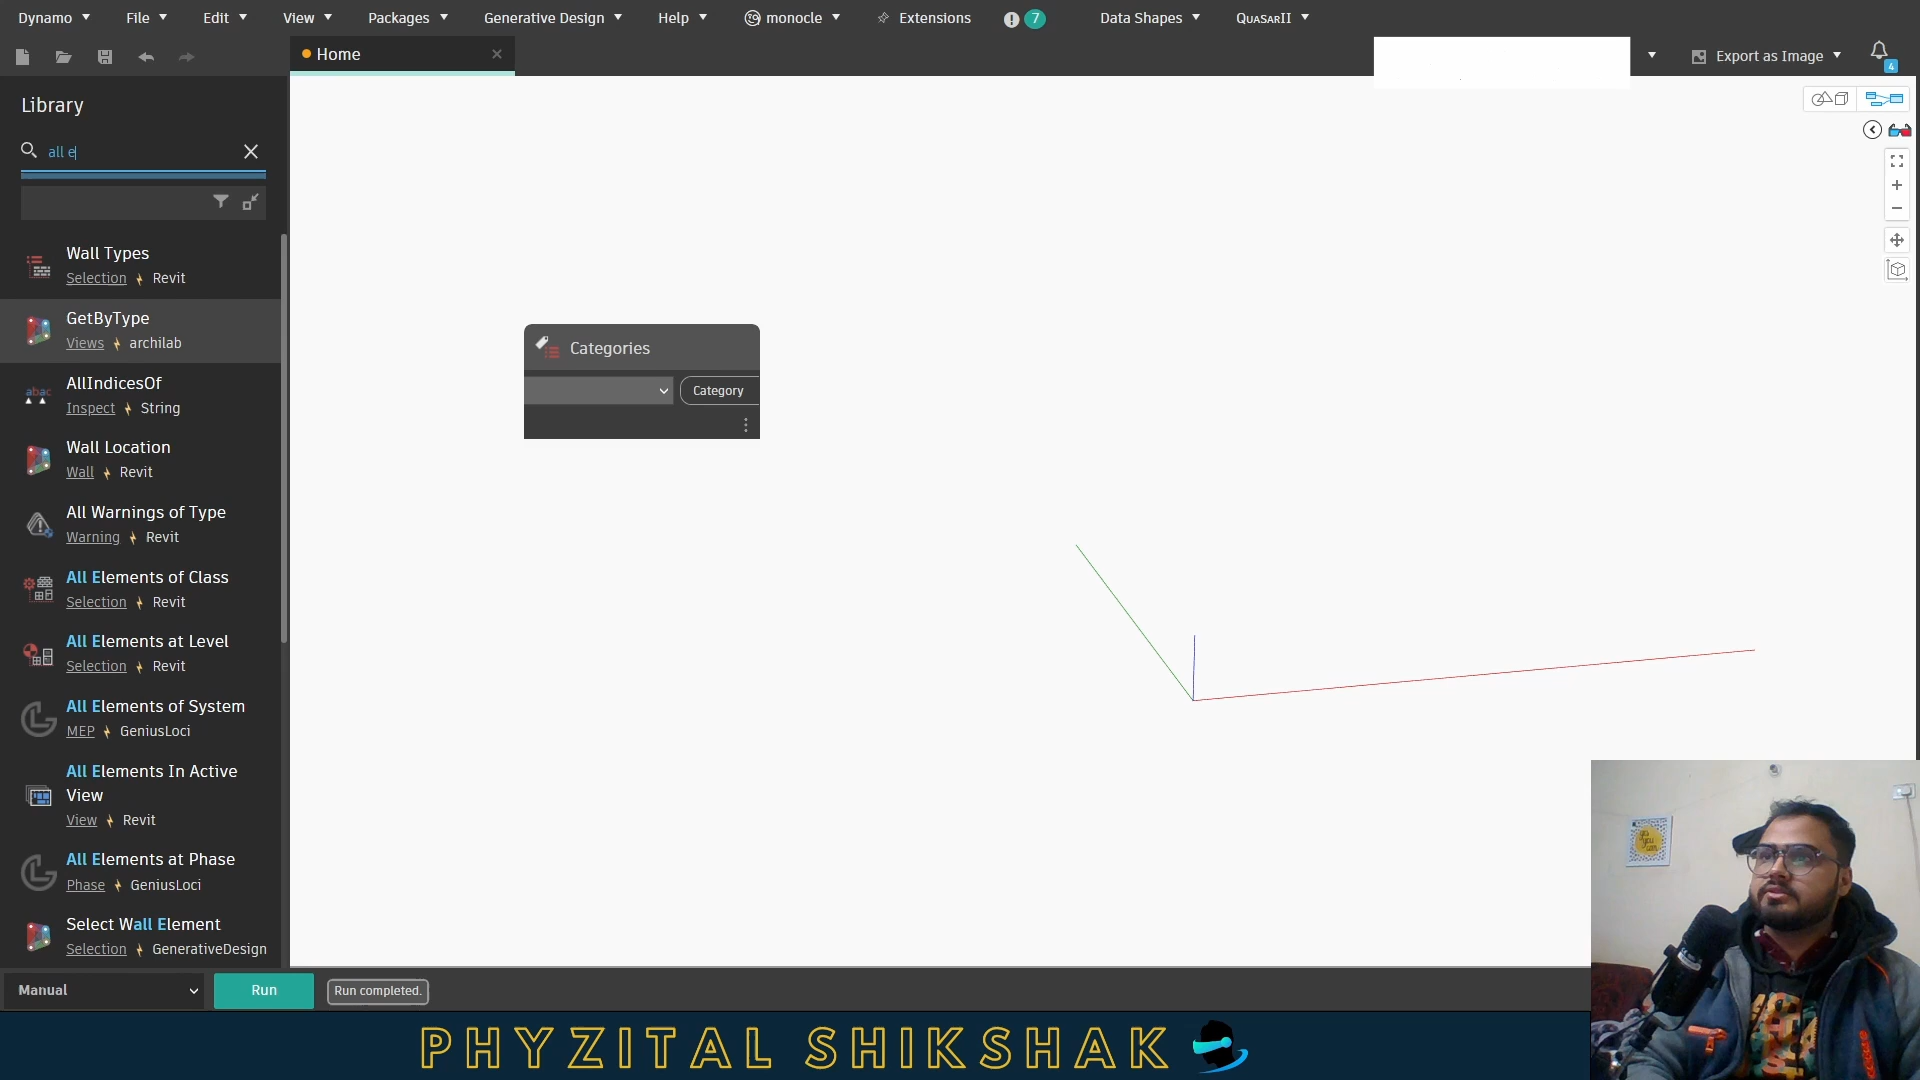 Dynamo File Edit View Packages Generative Design Help monocle Extensions 7 Data Shapes QuasarII
Home
Export as Image
4
Library
all e
Wall Types
Selection Revit
GetByType
Views archilab
AllIndicesOf
Inspect String
Wall Location
Wall Revit
All Warnings of Type
Warning Revit
All Elements of Class
Selection Revit
All Elements at Level
Selection Revit
All Elements of System
MEP GeniusLoci
All Elements In Active
View
View Revit
All Elements at Phase
Phase GeniusLoci
Select Wall Element
Selection GenerativeDesign
Categories
Category
Manual Run Run completed.
PHYZITAL SHIKSHAK